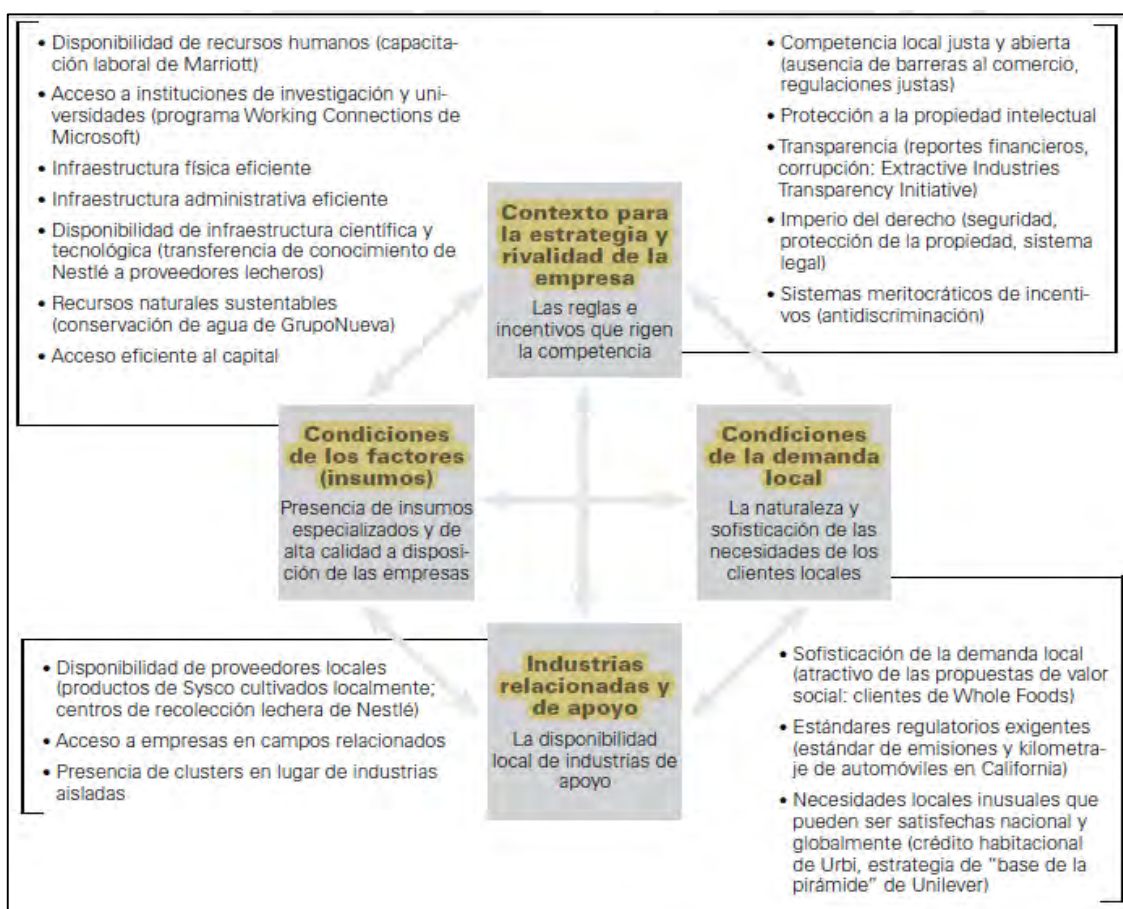 • Disponibilidad de recursos humanos (capacita-
ción laboral de Marriott)
• Acceso a instituciones de investigación y uni-
versidades (programa Working Connections de
Microsoft)
• Infraestructura física eficiente
• Infraestructura administrativa eficiente
• Disponibilidad de infraestructura científica y
tecnológica (transferencia de conocimiento de
Nestlé a proveedores lecheros)
• Recursos naturales sustentables
(conservación de agua de GrupoNueva)
• Acceso eficiente al capital
Contexto para
la estrategia y
rivalidad de la
empresa
Las reglas e
incentivos que rigen
la competencia
• Competencia local justa y abierta
(ausencia de barreras al comercio,
regulaciones justas)
• Protección a la propiedad intelectual
• Transparencia (reportes financieros,
corrupción: Extractive Industries
Transparency Initiative)
• Imperio del derecho (seguridad,
protección de la propiedad, sistema
legal)
• Sistemas meritocráticos de incenti-
vos (antidiscriminación)
Condiciones
de los factores
(insumos)
Presencia de insumos
especializados y de
alta calidad a disposi-
ción de las empresas
Condiciones
de la demanda
local
La naturaleza y
sofisticación de las
necesidades de los
clientes locales
• Disponibilidad de proveedores locales
(productos de Sysco cultivados localmente;
centros de recolección lechera de Nestlé)
• Acceso a empresas en campos relacionados
• Presencia de clusters en lugar de industrias
aisladas
Industrias
relacionadas y
de apoyo
La disponibilidad
local de industrias de
apoyo
• Sofisticación de la demanda local
(atractivo de las propuestas de valor
social: clientes de Whole Foods)
• Estándares regulatorios exigentes
(estándar de emisiones y kilometra-
je de automóviles en California)
• Necesidades locales inusuales que
pueden ser satisfechas nacional y
globalmente (crédito habitacional
de Urbi, estrategia de "base de la
pirámide" de Unilever)